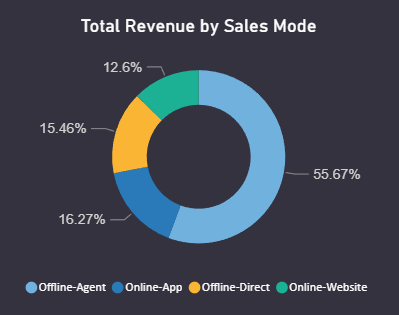 Total Revenue by Sales Mode
12.6%
15.46%
55.67%
16.27%
Offline-Agent Online-App Offline-Direct Online-Website